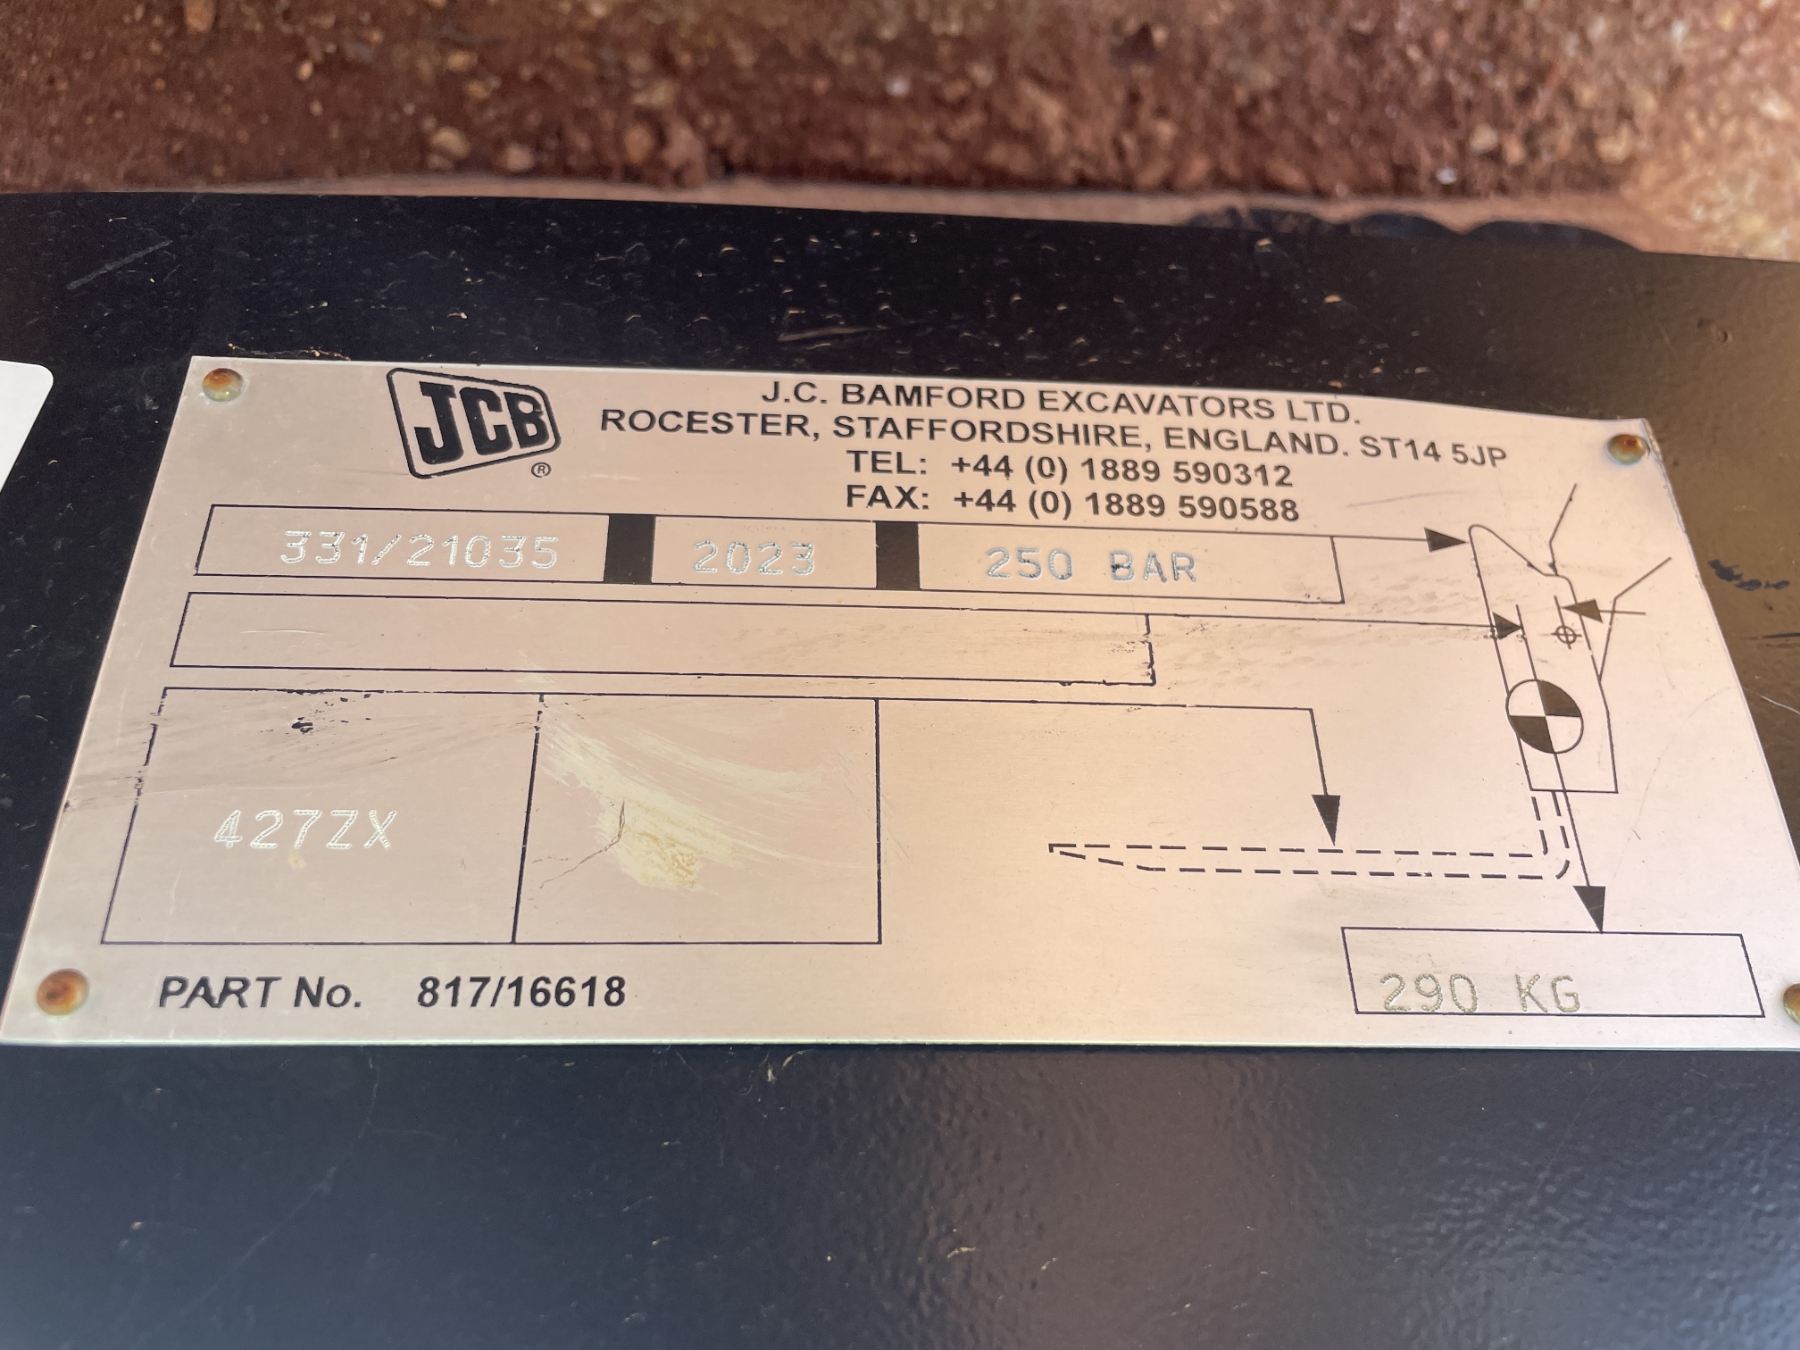 JCB
®
J.C. BAMFORD EXCAVATORS LTD.
ROCESTER, STAFFORDSHIRE, ENGLAND. ST14 5JP
TEL: +44 (0) 1889 590312
FAX: +44 (0) 1889 590588
331/21035 2023 250 BAR
427ZX
290 KG
PART No. 817/16618